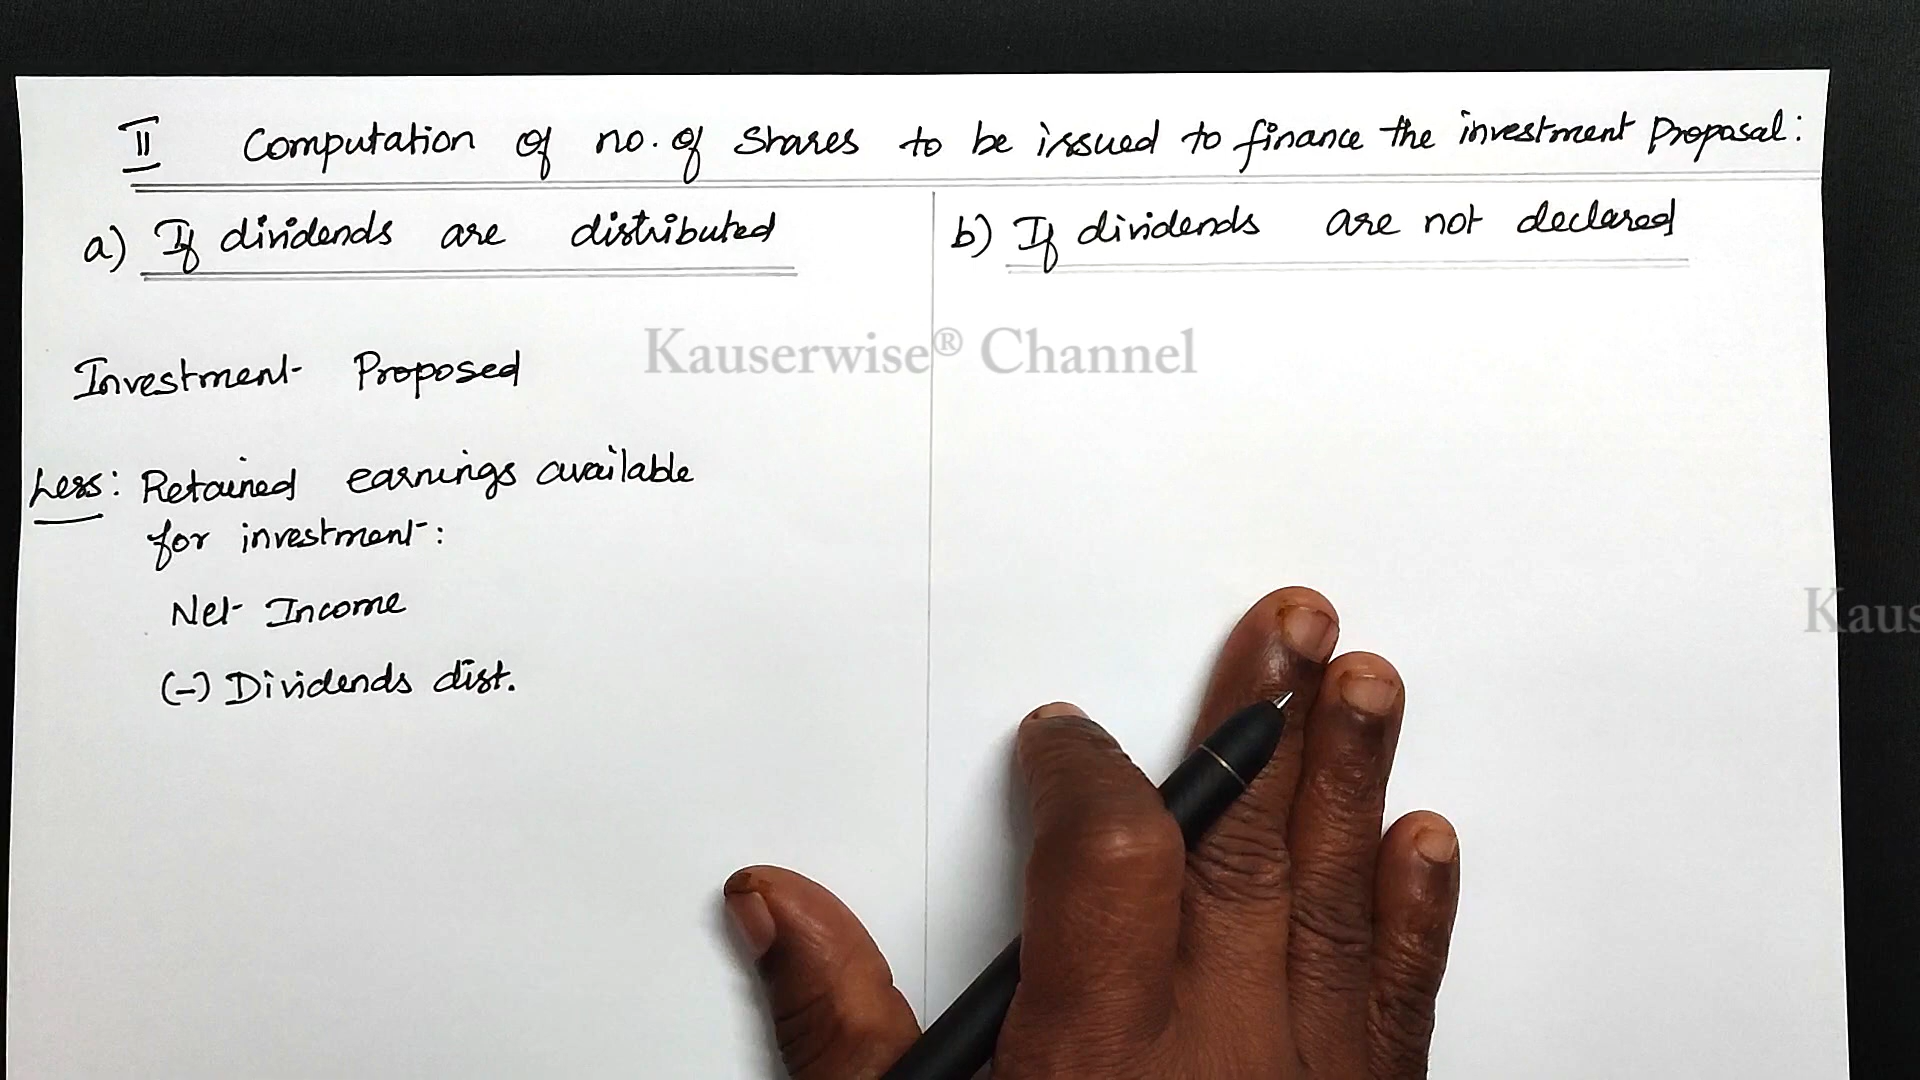 II Computation of no. of Shares to be issued to finance the investment Proposal:
a) If dividends are distributed
b) If dividends are not declared
Kauserwise® Channel
Investment Proposed
Less: Retained earnings available
for investment:
Net Income
(-) Dividends dist.
Kaus